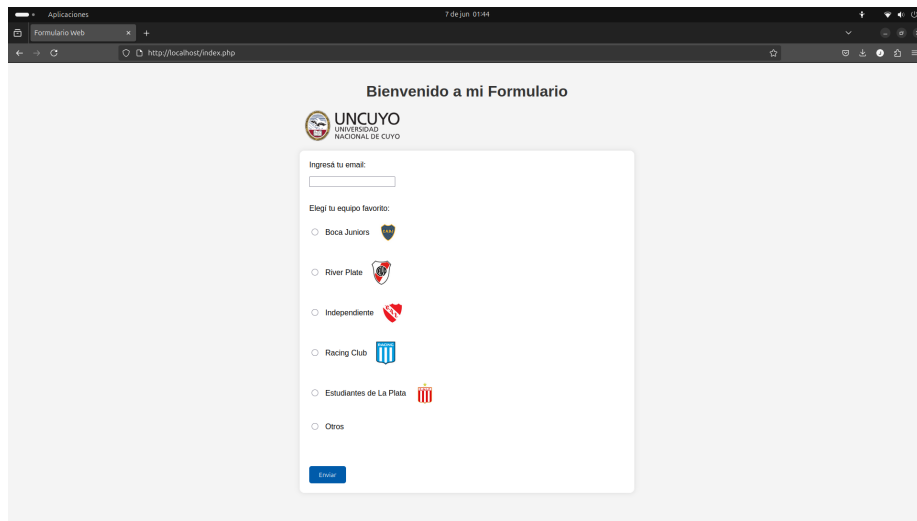 Aplicaciones
7 de jun 01:44
Formulario Web
http://localhost/index.php
Bienvenido a mi Formulario
UNCUYO
UNIVERSIDAD
NACIONAL DE CUYO
Ingresá tu email:
Elegí tu equipo favorito:
Boca Juniors
River Plate
Independiente
Racing Club
RACING
Estudiantes de La Plata
Otros
Enviar